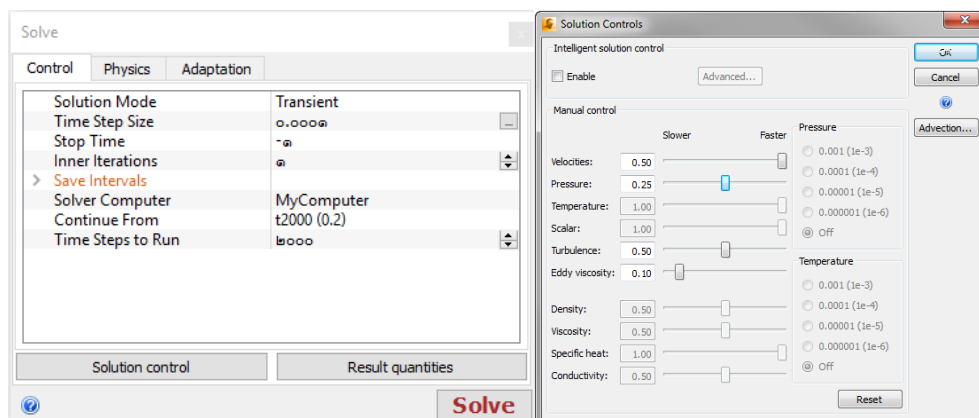 Solve
Control Physics Adaptation
Solution Mode Transient
Time Step Size ๐.๐๐๐๑ ...
Stop Time -๑
Inner Iterations ๑
> Save Intervals
Solver Computer MyComputer
Continue From t2000 (0.2)
Time Steps to Run ๒๐๐๐
Solution control Result quantities
? Solve
Solution Controls
Intelligent solution control
Enable Advanced...
Manual control
Slower Faster
Velocities: 0.50
Pressure: 0.25
Temperature: 1.00
Scalar: 1.00
Turbulence: 0.50
Eddy viscosity: 0.10
Density: 0.50
Viscosity: 0.50
Specific heat: 1.00
Conductivity: 0.50
Pressure
0.001 (1e-3)
0.0001 (1e-4)
0.00001 (1e-5)
0.000001 (1e-6)
Off
Temperature
0.001 (1e-3)
0.0001 (1e-4)
0.00001 (1e-5)
0.000001 (1e-6)
Off
Reset
OK
Cancel
?
Advection...